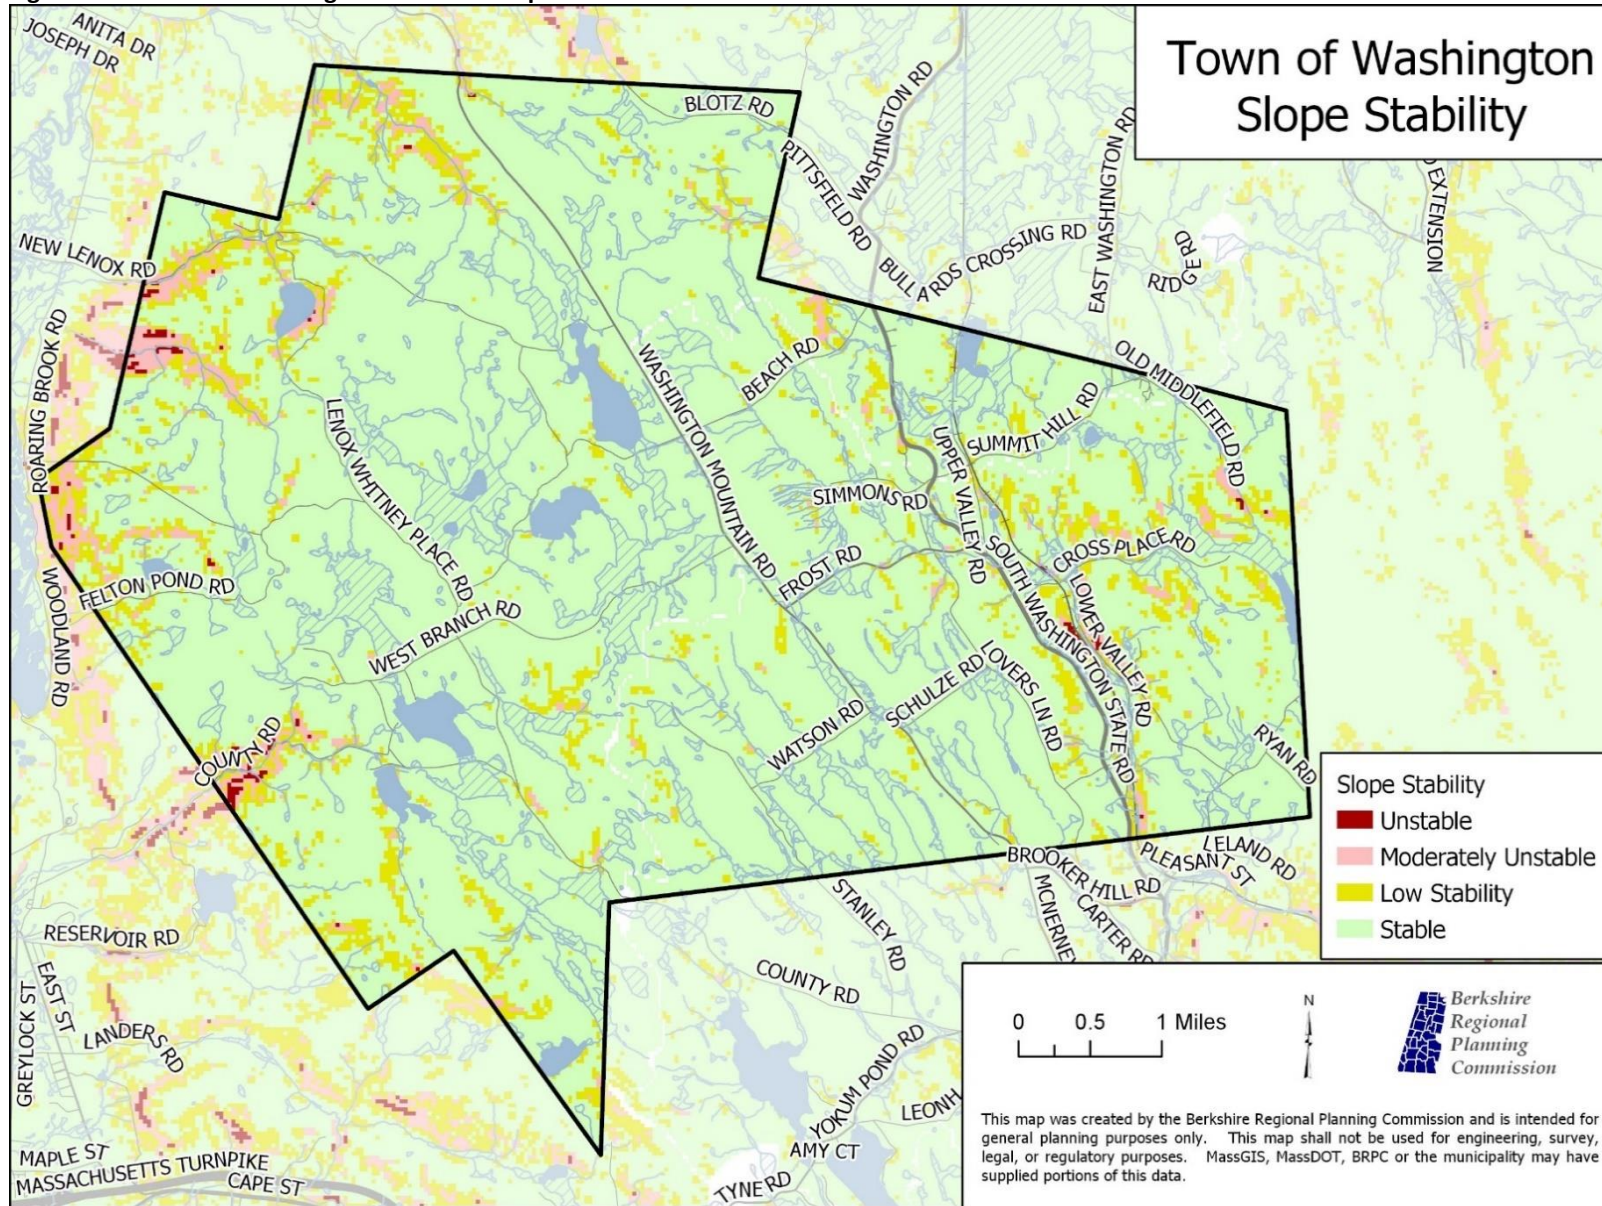 Town of Washington
Slope Stability
ANITA DR
JOSEPH DR
BLOTZ RD
WASHINGTON RD
PITTSFIELD RD
EAST WASHINGTON RD
EXTENSION
NEW LENOX RD
BULLARDS CROSSING RD
RIDGE RD
ROARING BROOK RD
WASHINGTON MOUNTAIN RD
BEACH RD
OLD MIDDLEFIELD RD
LENOX WHITNEY PLACE RD
UPPER VALLEY RD
SUMMIT HILL RD
SIMMONS RD
FROST RD
SOUTH WASHINGTON STATE RD
CROSS PLACE RD
WOODLAND RD
FELTON POND RD
WEST BRANCH RD
LOWER VALLEY RD
LOVERS LN RD
SCHULZE RD
WATSON RD
COUNTY RD
RYAN RD
BROOKER HILL RD
PLEASANT ST
LELAND RD
STANLEY RD
MCNERNEY
CARTER RD
RESERVOIR RD
EAST ST
COUNTY RD
GREYLOCK ST
LANDERS RD
YOKUM POND RD
LEONH
AMY CT
MAPLE ST
MASSACHUSETTS TURNPIKE
CAPE ST
TYNE RD
Slope Stability
Unstable
Moderately Unstable
Low Stability
Stable
0 0.5 1 Miles
N
Berkshire
Regional
Planning
Commission
This map was created by the Berkshire Regional Planning Commission and is intended for
general planning purposes only. This map shall not be used for engineering, survey,
legal, or regulatory purposes. MassGIS, MassDOT, BRPC or the municipality may have
supplied portions of this data.